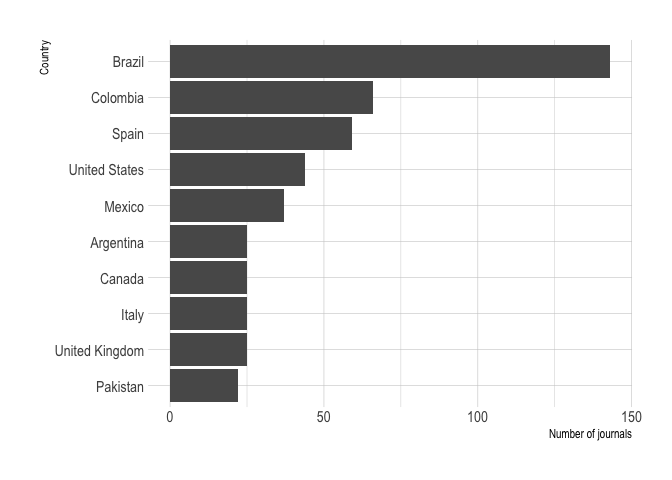 Country
Brazil
Colombia
Spain
United States
Mexico
Argentina
Canada
Italy
United Kingdom
Pakistan
0 50 100 150
Number of journals